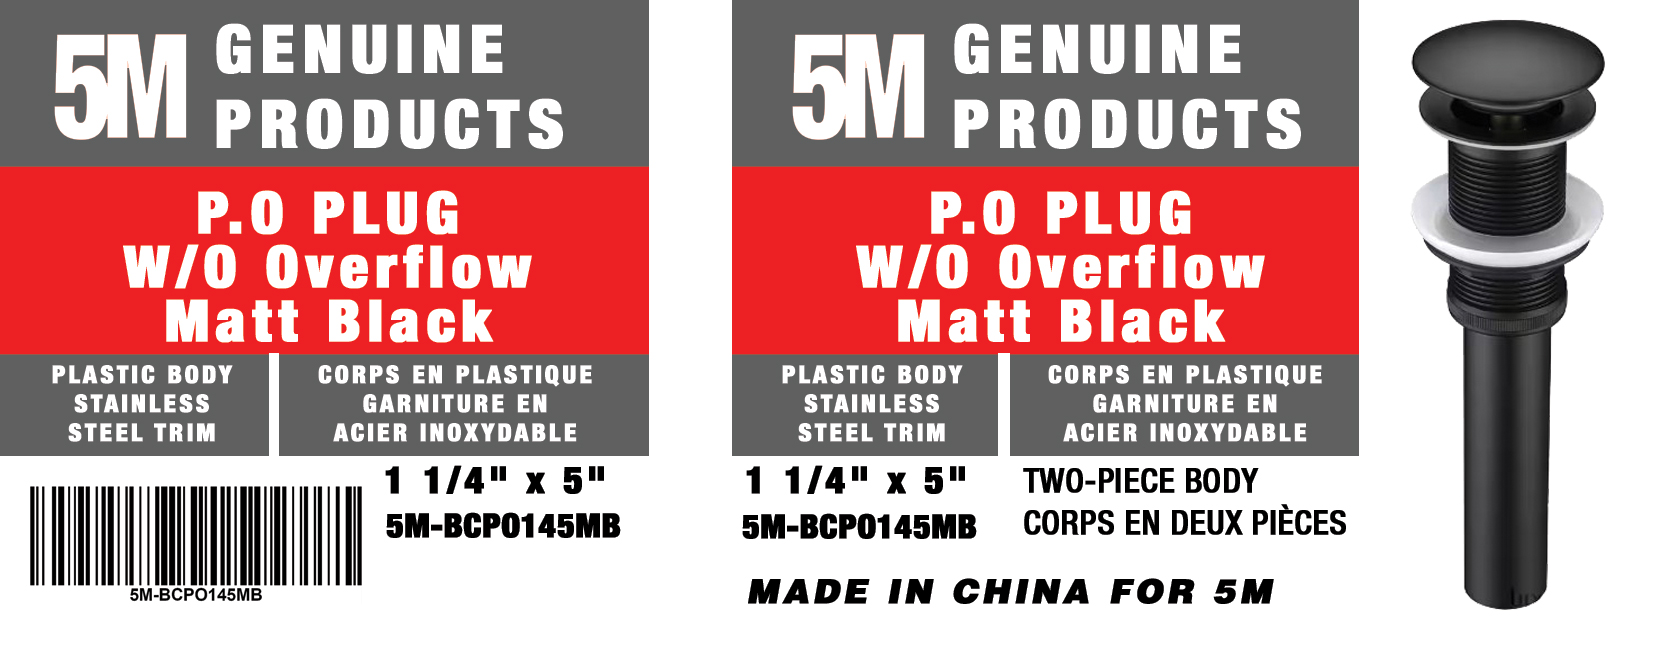 5M GENUINE
PRODUCTS
P.O PLUG
W/O Overflow
Matt Black
PLASTIC BODY
STAINLESS
STEEL TRIM
CORPS EN PLASTIQUE
GARNITURE EN
ACIER INOXYDABLE
1 1/4" x 5"
5M-BCPO145MB
5M-BCPO145MB
5M GENUINE
PRODUCTS
P.O PLUG
W/O Overflow
Matt Black
PLASTIC BODY
STAINLESS
STEEL TRIM
CORPS EN PLASTIQUE
GARNITURE EN
ACIER INOXYDABLE
1 1/4" x 5"
5M-BCPO145MB
TWO-PIECE BODY
CORPS EN DEUX PIÈCES
MADE IN CHINA FOR 5M